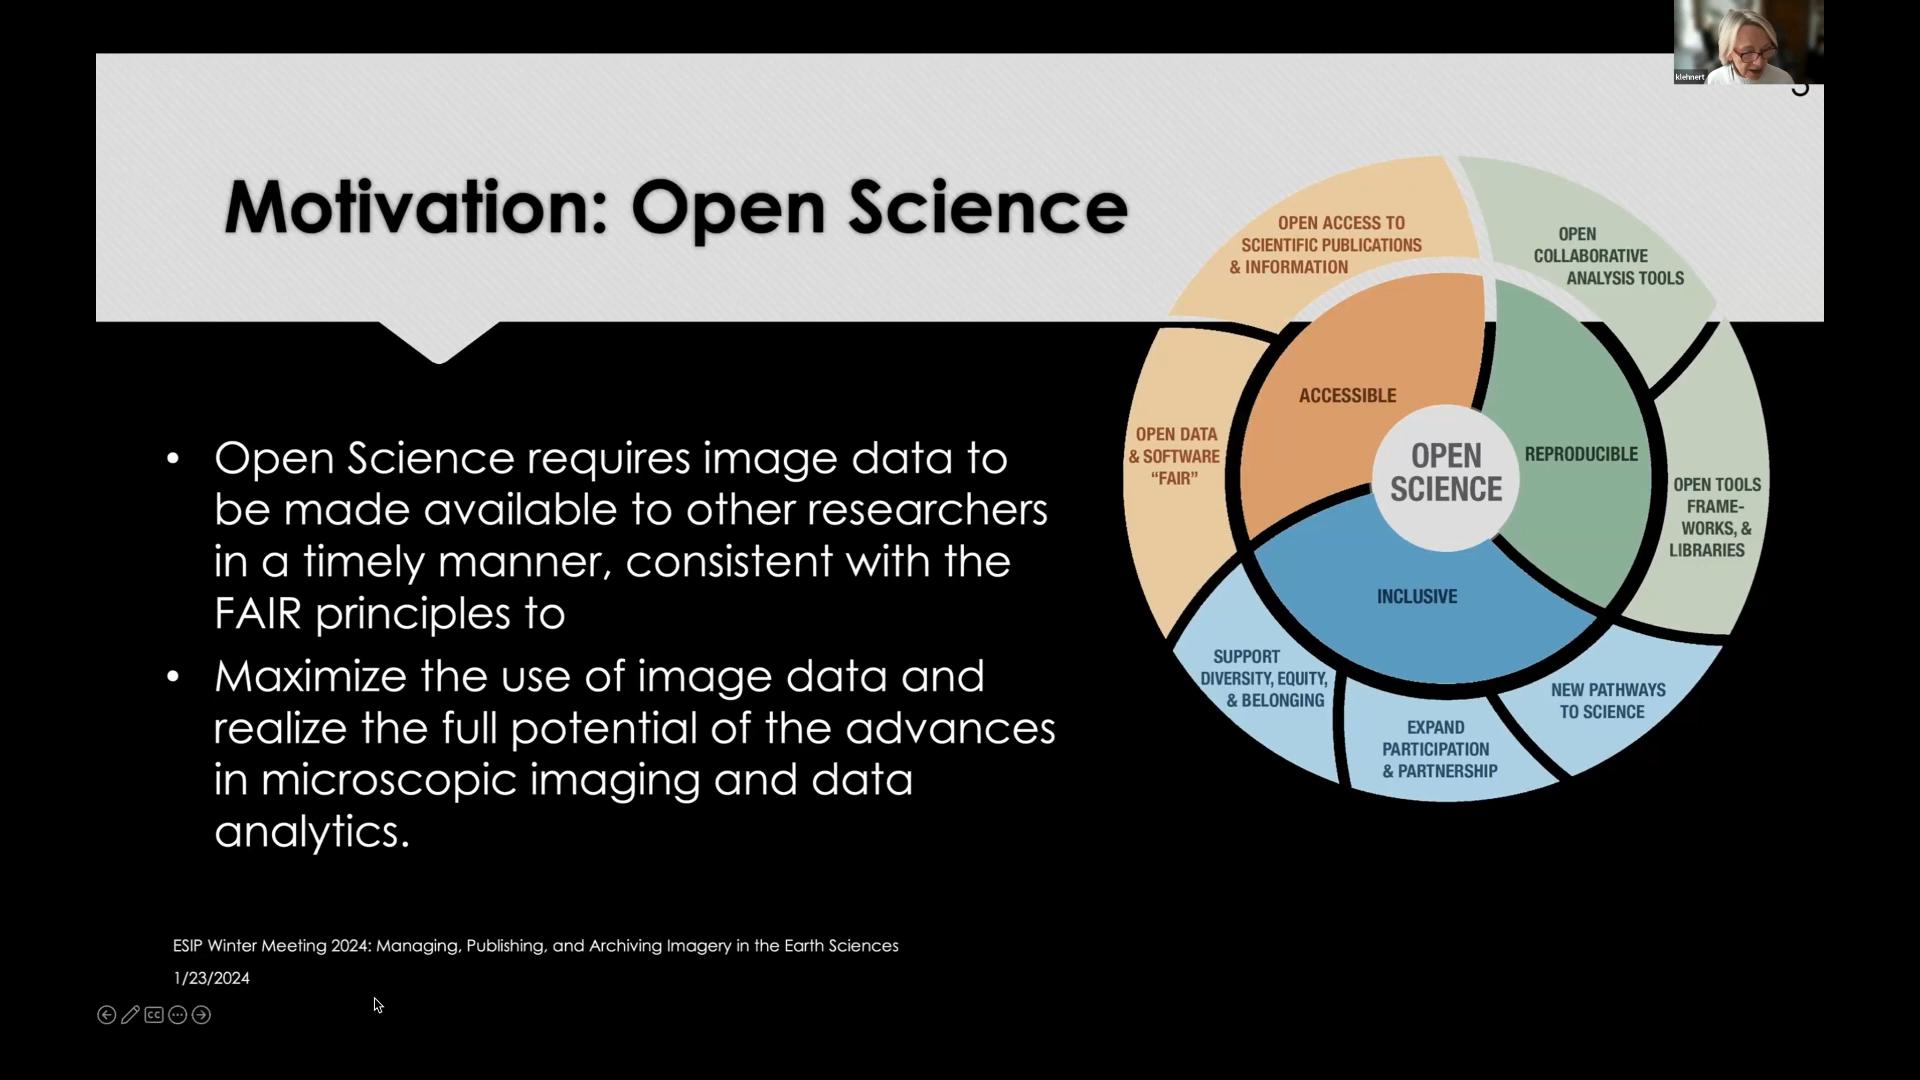 klehnert
Motivation: Open Science
• Open Science requires image data to
be made available to other researchers
in a timely manner, consistent with the
FAIR principles to
• Maximize the use of image data and
realize the full potential of the advances
in microscopic imaging and data
analytics.
OPEN ACCESS TO
SCIENTIFIC PUBLICATIONS
& INFORMATION
OPEN
COLLABORATIVE
ANALYSIS TOOLS
OPEN DATA
& SOFTWARE
“FAIR”
ACCESSIBLE
OPEN
SCIENCE
REPRODUCIBLE
OPEN TOOLS
FRAME-
WORKS, &
LIBRARIES
INCLUSIVE
SUPPORT
DIVERSITY, EQUITY,
& BELONGING
EXPAND
PARTICIPATION
& PARTNERSHIP
NEW PATHWAYS
TO SCIENCE
ESIP Winter Meeting 2024: Managing, Publishing, and Archiving Imagery in the Earth Sciences
1/23/2024
CC